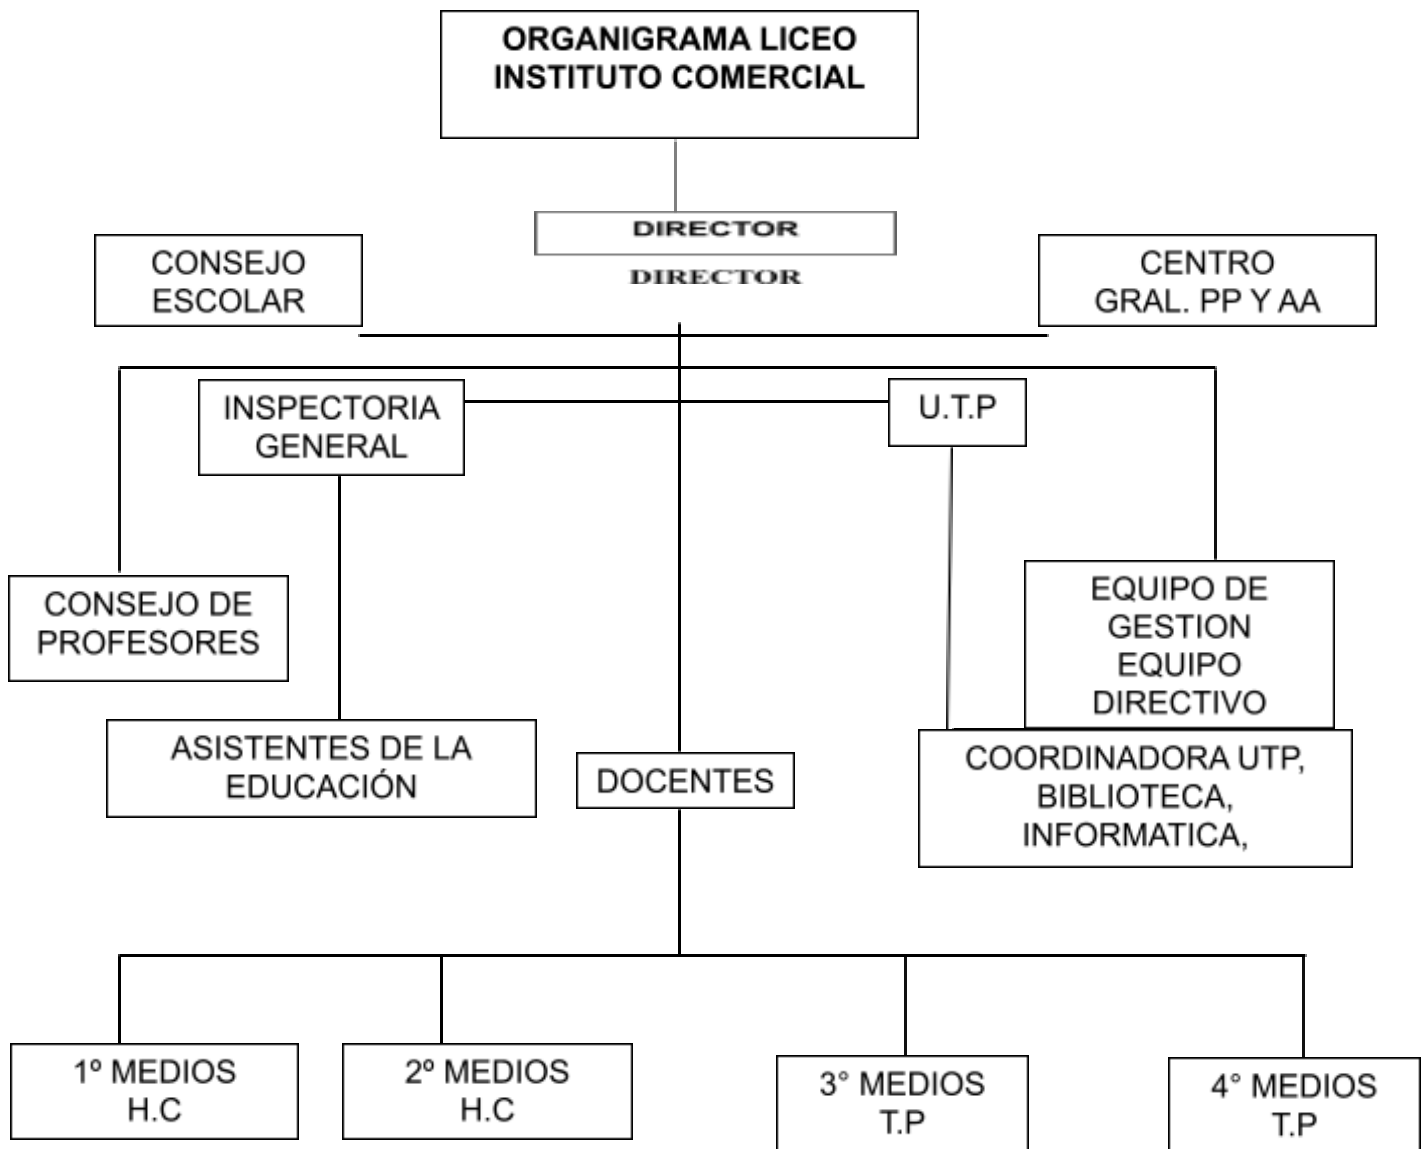 ORGANIGRAMA LICEO
INSTITUTO COMERCIAL
DIRECTOR
DIRECTOR
CONSEJO
ESCOLAR
CENTRO
GRAL. PP Y AA
INSPECTORIA
GENERAL
U.T.P
CONSEJO DE
PROFESORES
EQUIPO DE
GESTION
EQUIPO
DIRECTIVO
ASISTENTES DE LA
EDUCACIÓN
DOCENTES
COORDINADORA UTP,
BIBLIOTECA,
INFORMATICA,
1º MEDIOS
H.C
2º MEDIOS
H.C
3° MEDIOS
T.P
4° MEDIOS
T.P